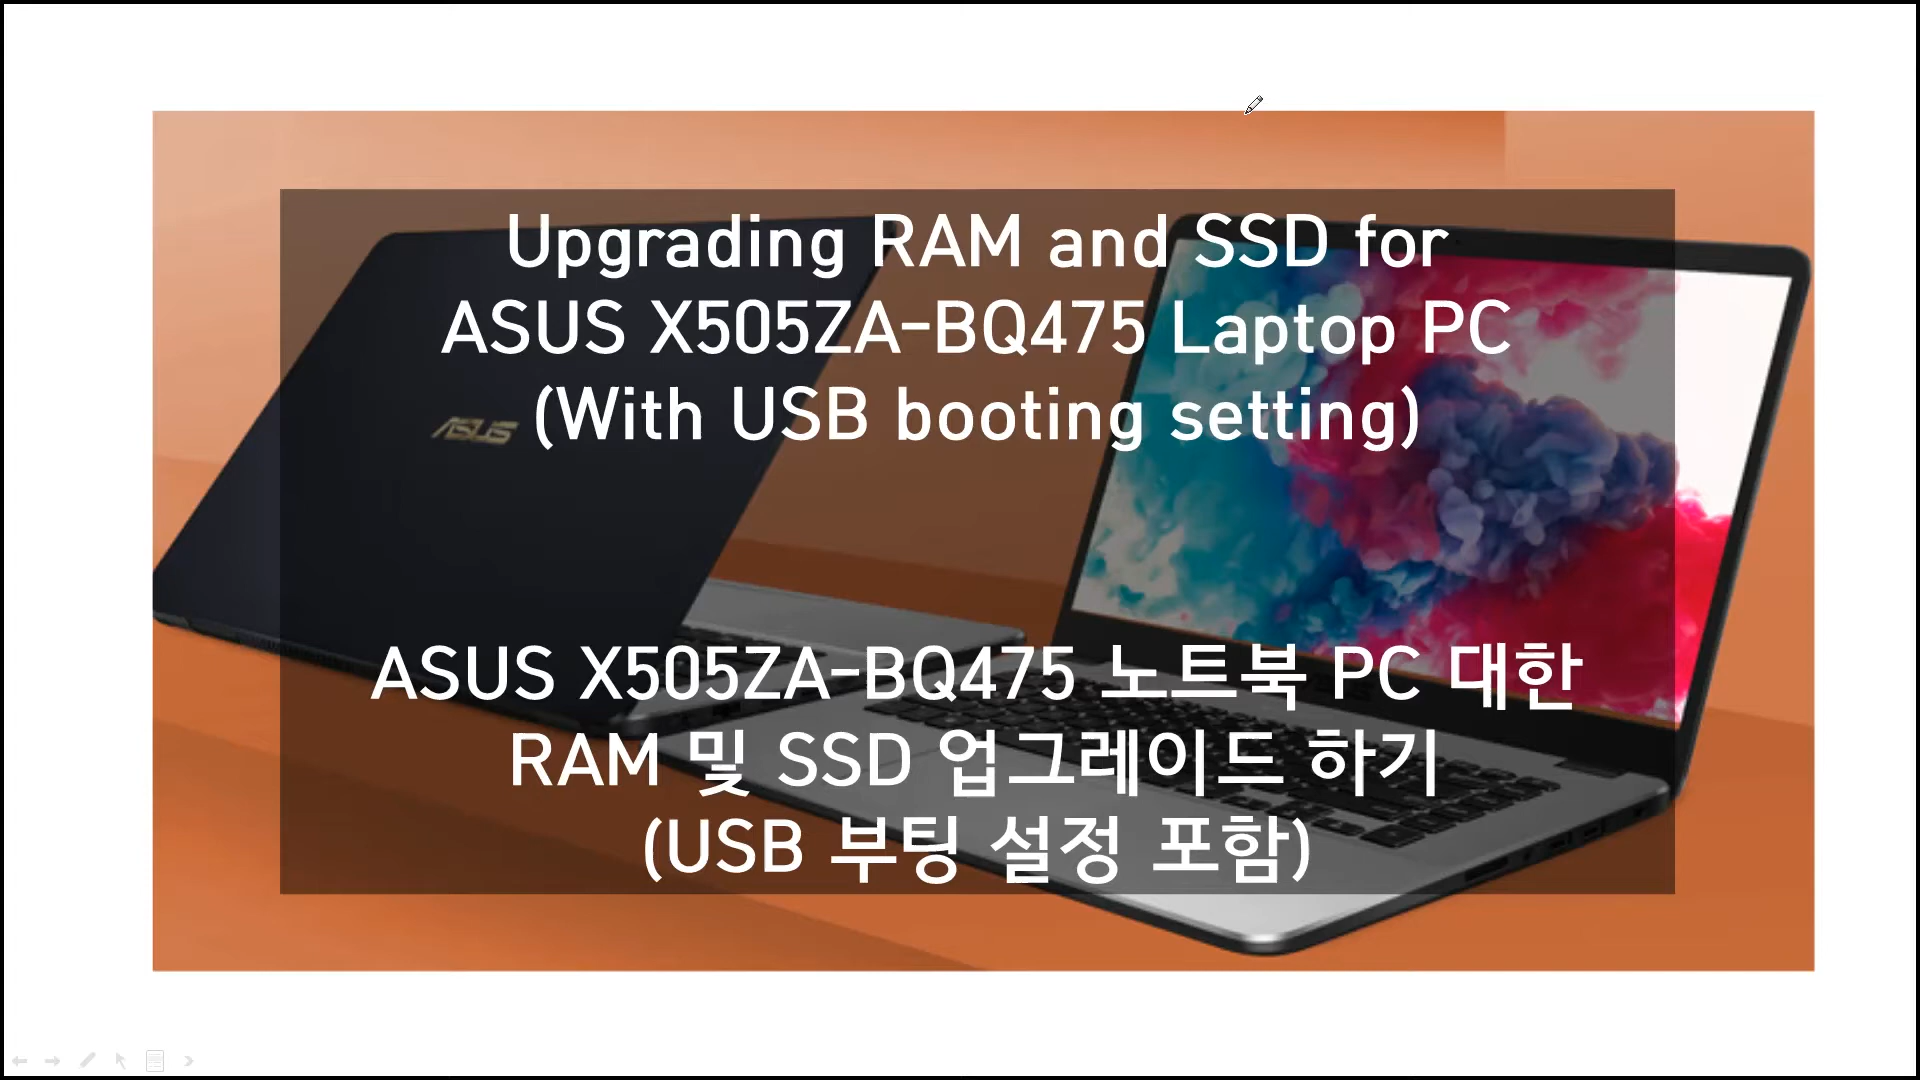 Upgrading RAM and SSD for
ASUS X505ZA-BQ475 Laptop PC
(With USB booting setting)
ASUS
ASUS X505ZA-BQ475 노트북 PC 대한
RAM 및 SSD 업그레이드 하기
(USB 부팅 설정 포함)